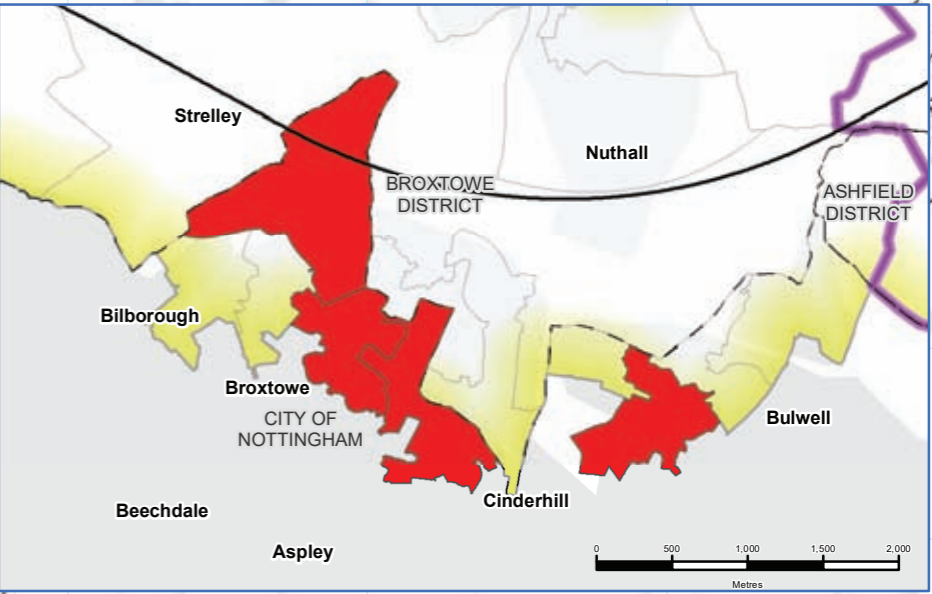 Strelley
Nuthall
BROXTOWE
DISTRICT
ASHFIELD
DISTRICT
Bilborough
Broxtowe
CITY OF
NOTTINGHAM
Bulwell
Cinderhill
Beechdale
Aspley
0 500 1,000 1,500 2,000
Metres